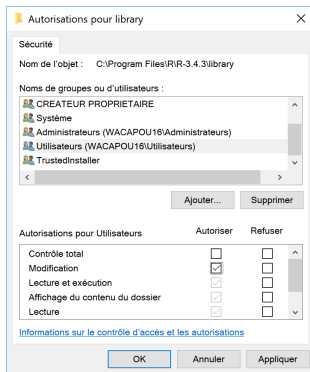 Autorisations pour library
Sécurité
Nom de l'objet : C:\Program Files\R\R-3.4.3\library
Noms de groupes ou d'utilisateurs :
CREATEUR PROPRIETAIRE
Système
Administrateurs (WACAPOU16\Administrateurs)
Utilisateurs (WACAPOU16\Utilisateurs)
TrustedInstaller
Ajouter... Supprimer
Autorisations pour Utilisateurs Autoriser Refuser
Contrôle total
Modification
Lecture et exécution
Affichage du contenu du dossier
Lecture
Informations sur le contrôle d'accès et les autorisations
OK Annuler Appliquer